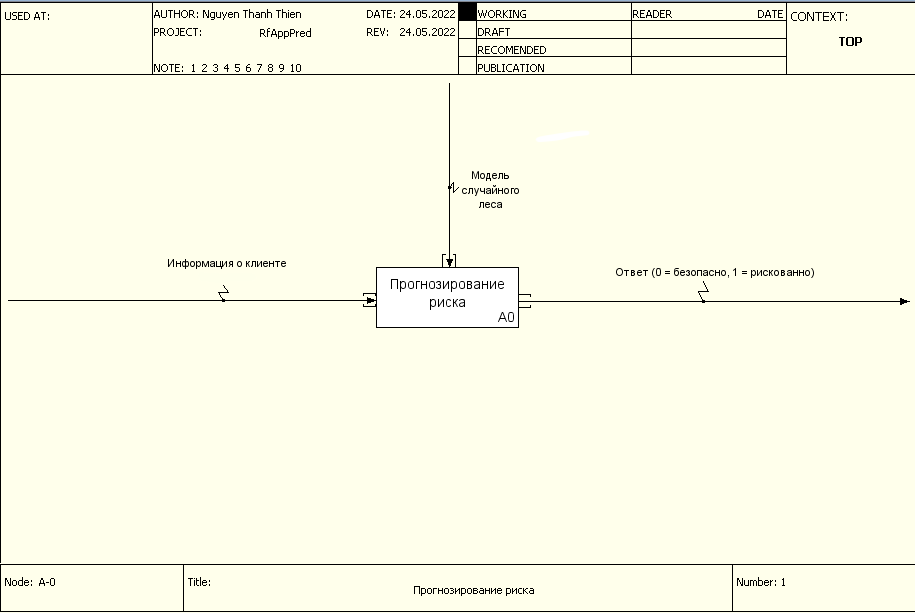 USED AT:
AUTHOR: Nguyen Thanh Thien
DATE: 24.05.2022
PROJECT: RfAppPred
REV: 24.05.2022
NOTE: 1 2 3 4 5 6 7 8 9 10
WORKING
DRAFT
RECOMENDED
PUBLICATION
READER DATE
CONTEXT:
TOP
Модель
случайного
леса
Информация о клиенте
Ответ (0 = безопасно, 1 = рискованно)
Прогнозирование
риска
A0
Node: A-0
Title:
Прогнозирование риска
Number: 1